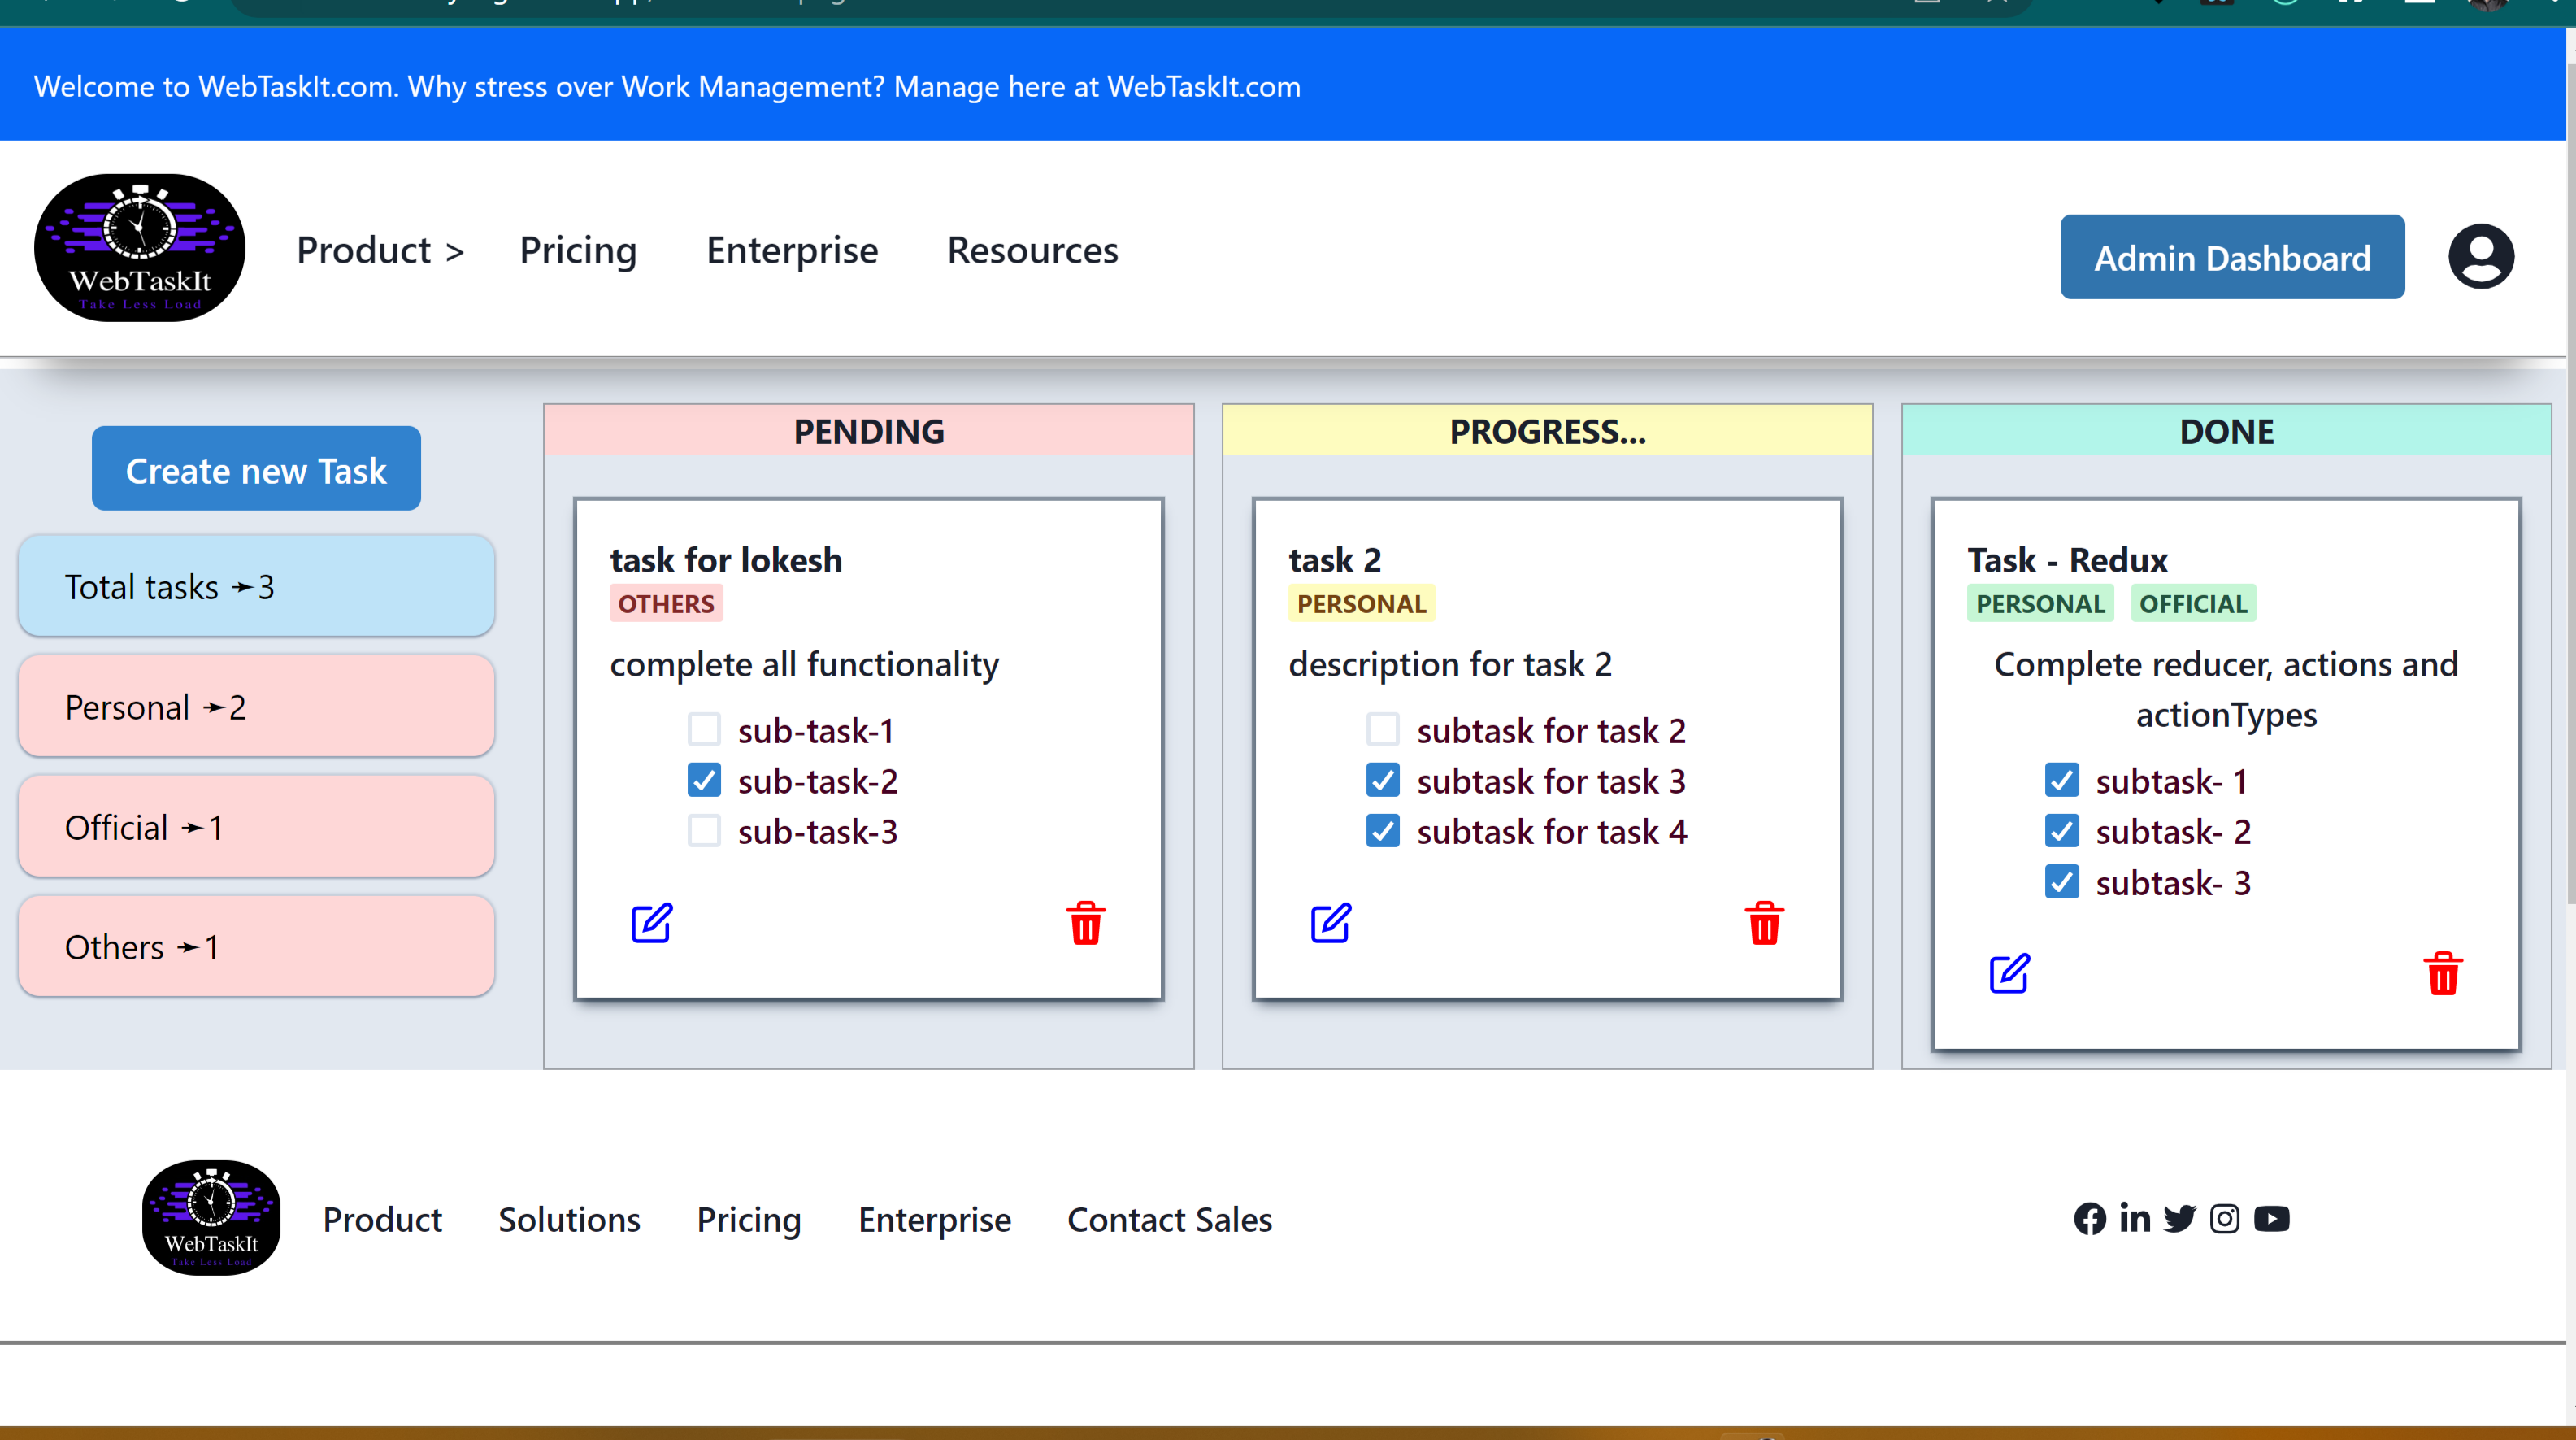 Welcome to WebTaskIt.com. Why stress over Work Management? Manage here at WebTaskIt.com
WebTaskIt
Take Less Load
Product >
Pricing
Enterprise
Resources
Admin Dashboard
Create new Task
Total tasks ➛3
Personal ➛2
Official ➛1
Others ➛1
PENDING
task for lokesh
OTHERS
complete all functionality
sub-task-1
sub-task-2
sub-task-3
PROGRESS...
task 2
PERSONAL
description for task 2
subtask for task 2
subtask for task 3
subtask for task 4
DONE
Task - Redux
PERSONAL OFFICIAL
Complete reducer, actions and
actionTypes
subtask- 1
subtask- 2
subtask- 3
WebTaskIt
Take Less Load
Product
Solutions
Pricing
Enterprise
Contact Sales